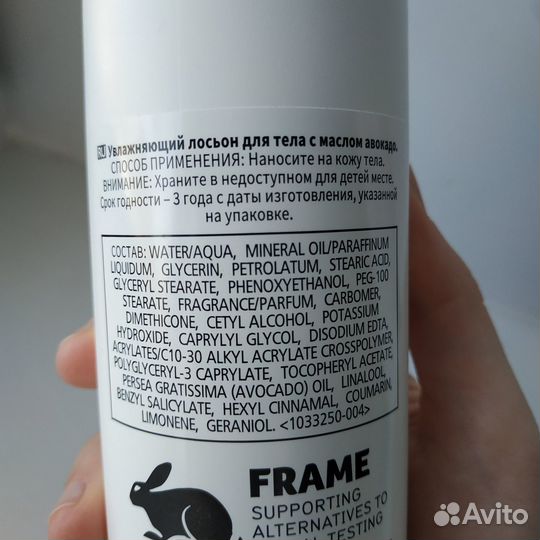 RU Увлажняющий лосьон для тела с маслом авокадо.
СПОСОБ ПРИМЕНЕНИЯ: Наносите на кожу тела.
ВНИМАНИЕ: Храните в недоступном для детей месте.
Срок годности – 3 года с даты изготовления, указанной
на упаковке.
СОСТАВ: WATER/AQUA, MINERAL OIL/PARAFFINUM
LIQUIDUM, GLYCERIN, PETROLATUM, STEARIC ACID,
GLYCERYL STEARATE, PHENOXYETHANOL, PEG-100
STEARATE, FRAGRANCE/PARFUM, CARBOMER,
DIMETHICONE, CETYL ALCOHOL, POTASSIUM
HYDROXIDE, CAPRYLYL GLYCOL, DISODIUM EDTA,
ACRYLATES/C10-30 ALKYL ACRYLATE CROSSPOLYMER,
POLYGLYCERYL-3 CAPRYLATE, TOCOPHERYL ACETATE,
PERSEA GRATISSIMA (AVOCADO) OIL, LINALOOL,
BENZYL SALICYLATE, HEXYL CINNAMAL, COUMARIN,
LIMONENE, GERANIOL. <1033250-004>
FRAME
SUPPORTING
ALTERNATIVES TO
TESTING
Avito